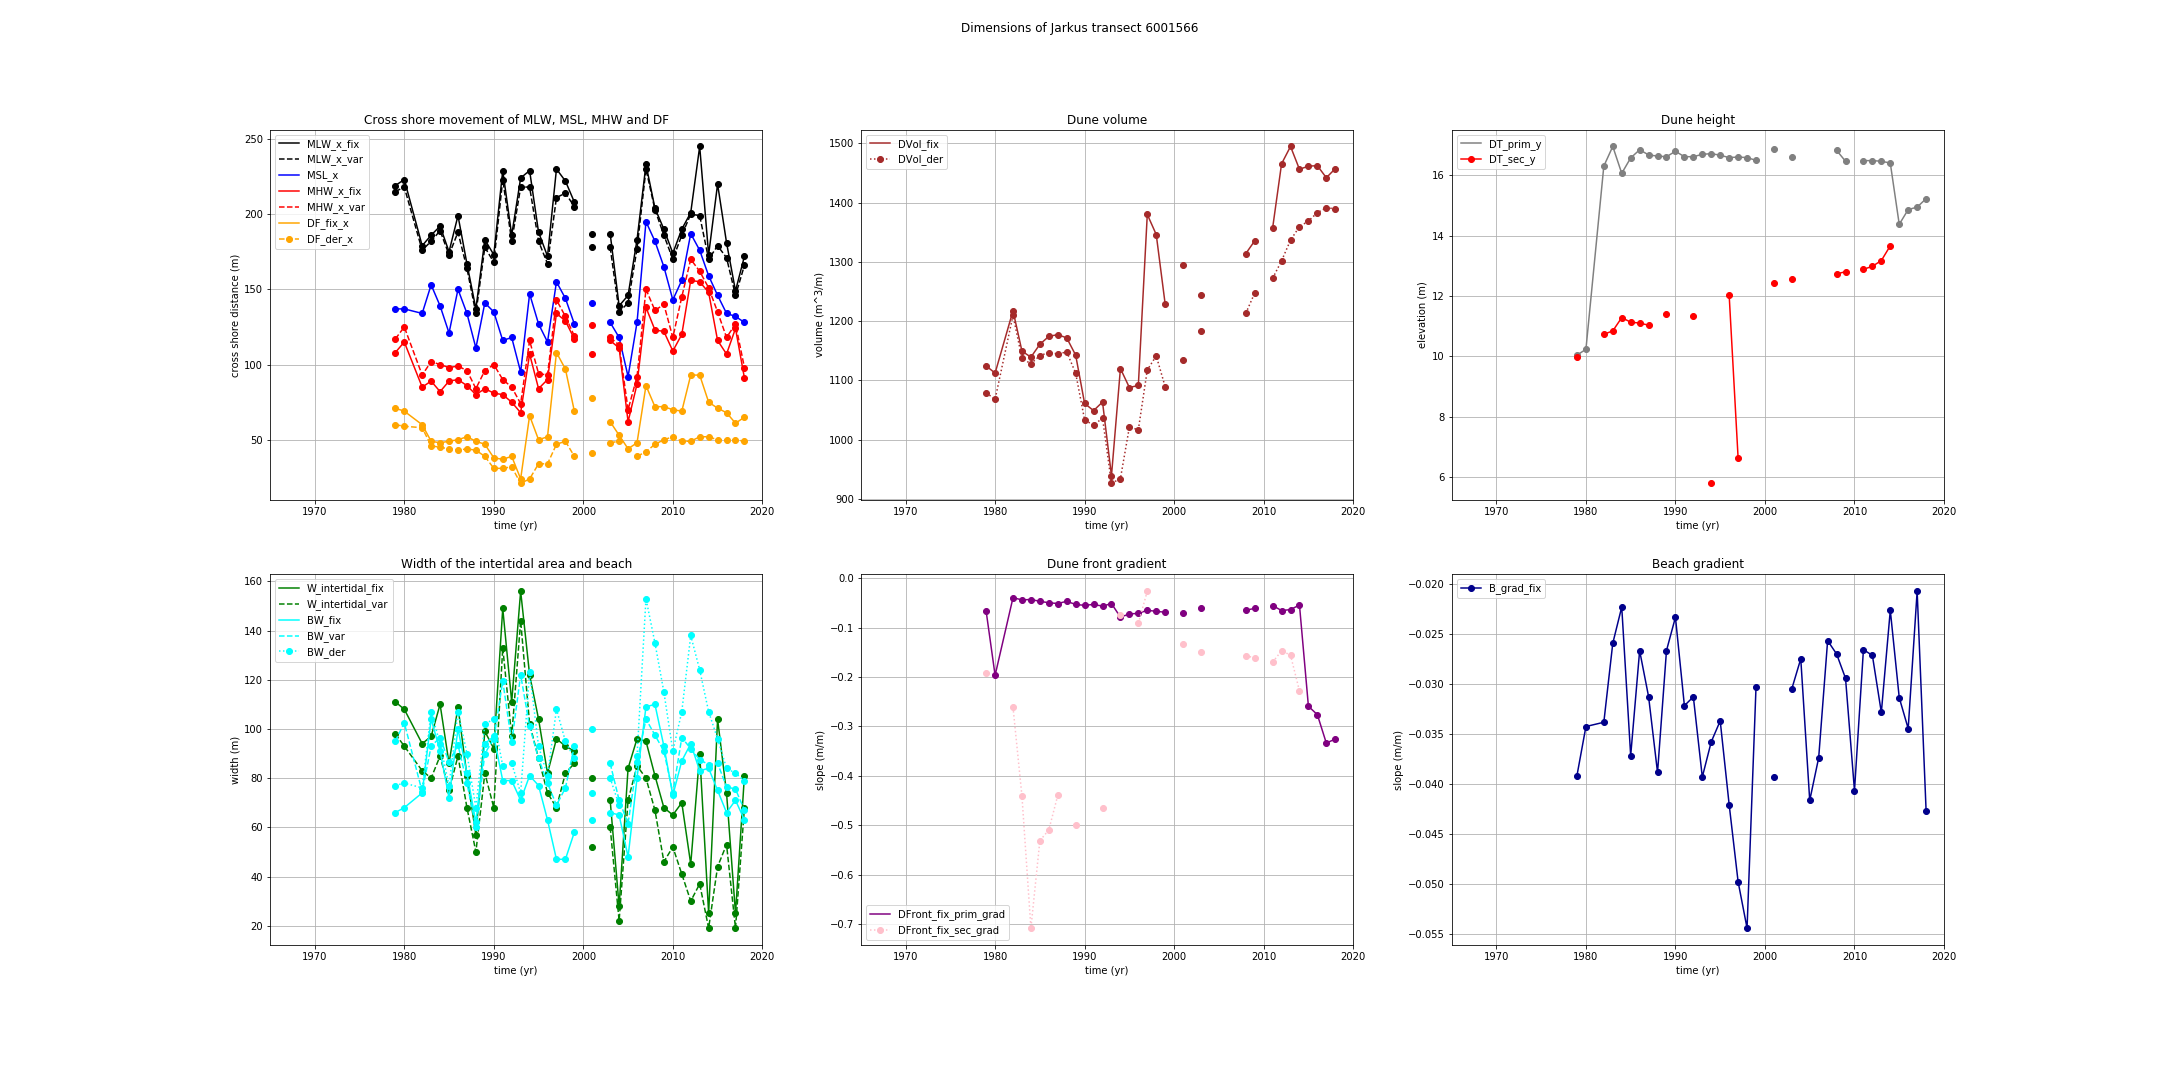 Dimensions of Jarkus transect 6001566
Cross shore movement of MLW, MSL, MHW and DF
250
200
150
100
50
cross shore distance (m)
MLW_x_fix
MLW_x_var
MSL_x
MHW_x_fix
MHW_x_var
DF_fix_x
DF_der_x
1970 1980 1990 2000 2010 2020
time (yr)
Dune volume
1500
1400
1300
1200
1100
1000
900
volume (m^3/m)
DVol_fix
DVol_der
1970 1980 1990 2000 2010 2020
time (yr)
Dune height
16
14
12
10
8
6
elevation (m)
DT_prim_y
DT_sec_y
1970 1980 1990 2000 2010 2020
time (yr)
Width of the intertidal area and beach
160
140
120
100
80
60
40
20
width (m)
W_intertidal_fix
W_intertidal_var
BW_fix
BW_var
BW_der
1970 1980 1990 2000 2010 2020
time (yr)
Dune front gradient
0.0
−0.1
−0.2
−0.3
−0.4
−0.5
−0.6
−0.7
slope (m/m)
DFront_fix_prim_grad
DFront_fix_sec_grad
1970 1980 1990 2000 2010 2020
time (yr)
Beach gradient
−0.020
−0.025
−0.030
−0.035
−0.040
−0.045
−0.050
−0.055
slope (m/m)
B_grad_fix
1970 1980 1990 2000 2010 2020
time (yr)